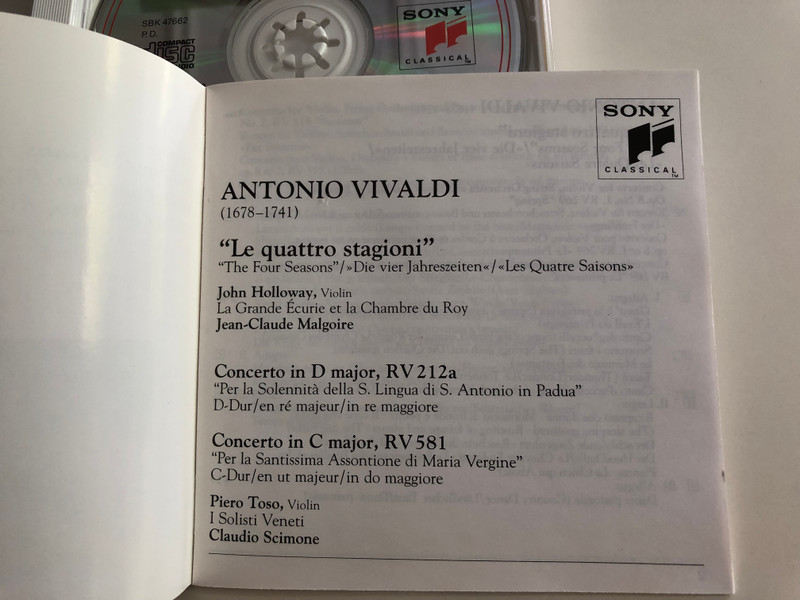 SBK 47662
P.D.
COMPACT
disc
SONY
CLASSICAL
TM
SONY
CLASSICAL
TM
ANTONIO VIVALDI
(1678–1741)
“Le quattro stagioni”
“The Four Seasons”/»Die vier Jahreszeiten«/«Les Quatre Saisons»
John Holloway, Violin
La Grande Écurie et la Chambre du Roy
Jean-Claude Malgoire
Concerto in D major, RV 212a
“Per la Solennità della S. Lingua di S. Antonio in Padua”
D-Dur/en ré majeur/in re maggiore
Concerto in C major, RV 581
“Per la Santissima Assontione di Maria Vergine”
C-Dur/en ut majeur/in do maggiore
Piero Toso, Violin
I Solisti Veneti
Claudio Scimone